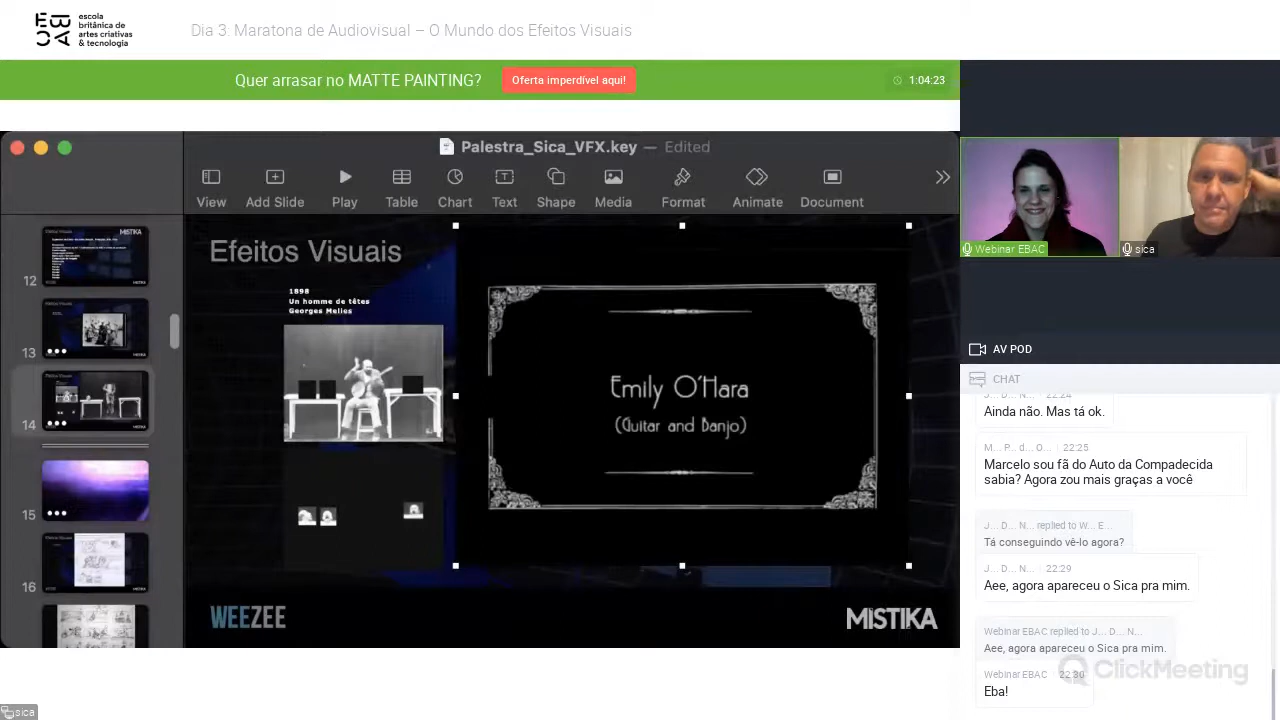 escola
britânica de
artes criativas
& tecnologia
Dia 3: Maratona de Audiovisual – O Mundo dos Efeitos Visuais
Quer arrasar no MATTE PAINTING?
Oferta imperdível aqui!
1:04:23
Palestra_Sica_VFX.key — Edited
View
Add Slide
Play
Table
Chart
Text
Shape
Media
Format
Animate
Document
12
13
14
15
16
MISTIKA
Efeitos Visuais
1898
Un homme de têtes
Georges Melies
Emily O'Hara
(Guitar and Banjo)
WEEZEE
MISTIKA
sica
Webinar EBAC
sica
AV POD
CHAT
J... D... N... 22:24
Ainda não. Mas tá ok.
M... P... d... O... 22:25
Marcelo sou fã do Auto da Compadecida
sabia? Agora zou mais graças a você
J... D... N... replied to W... E...
Tá conseguindo vê-lo agora?
J... D... N... 22:29
Aee, agora apareceu o Sica pra mim.
Webinar EBAC replied to J... D... N...
Aee, agora apareceu o Sica pra mim.
Webinar EBAC 22:30
Eba!
ClickMeeting